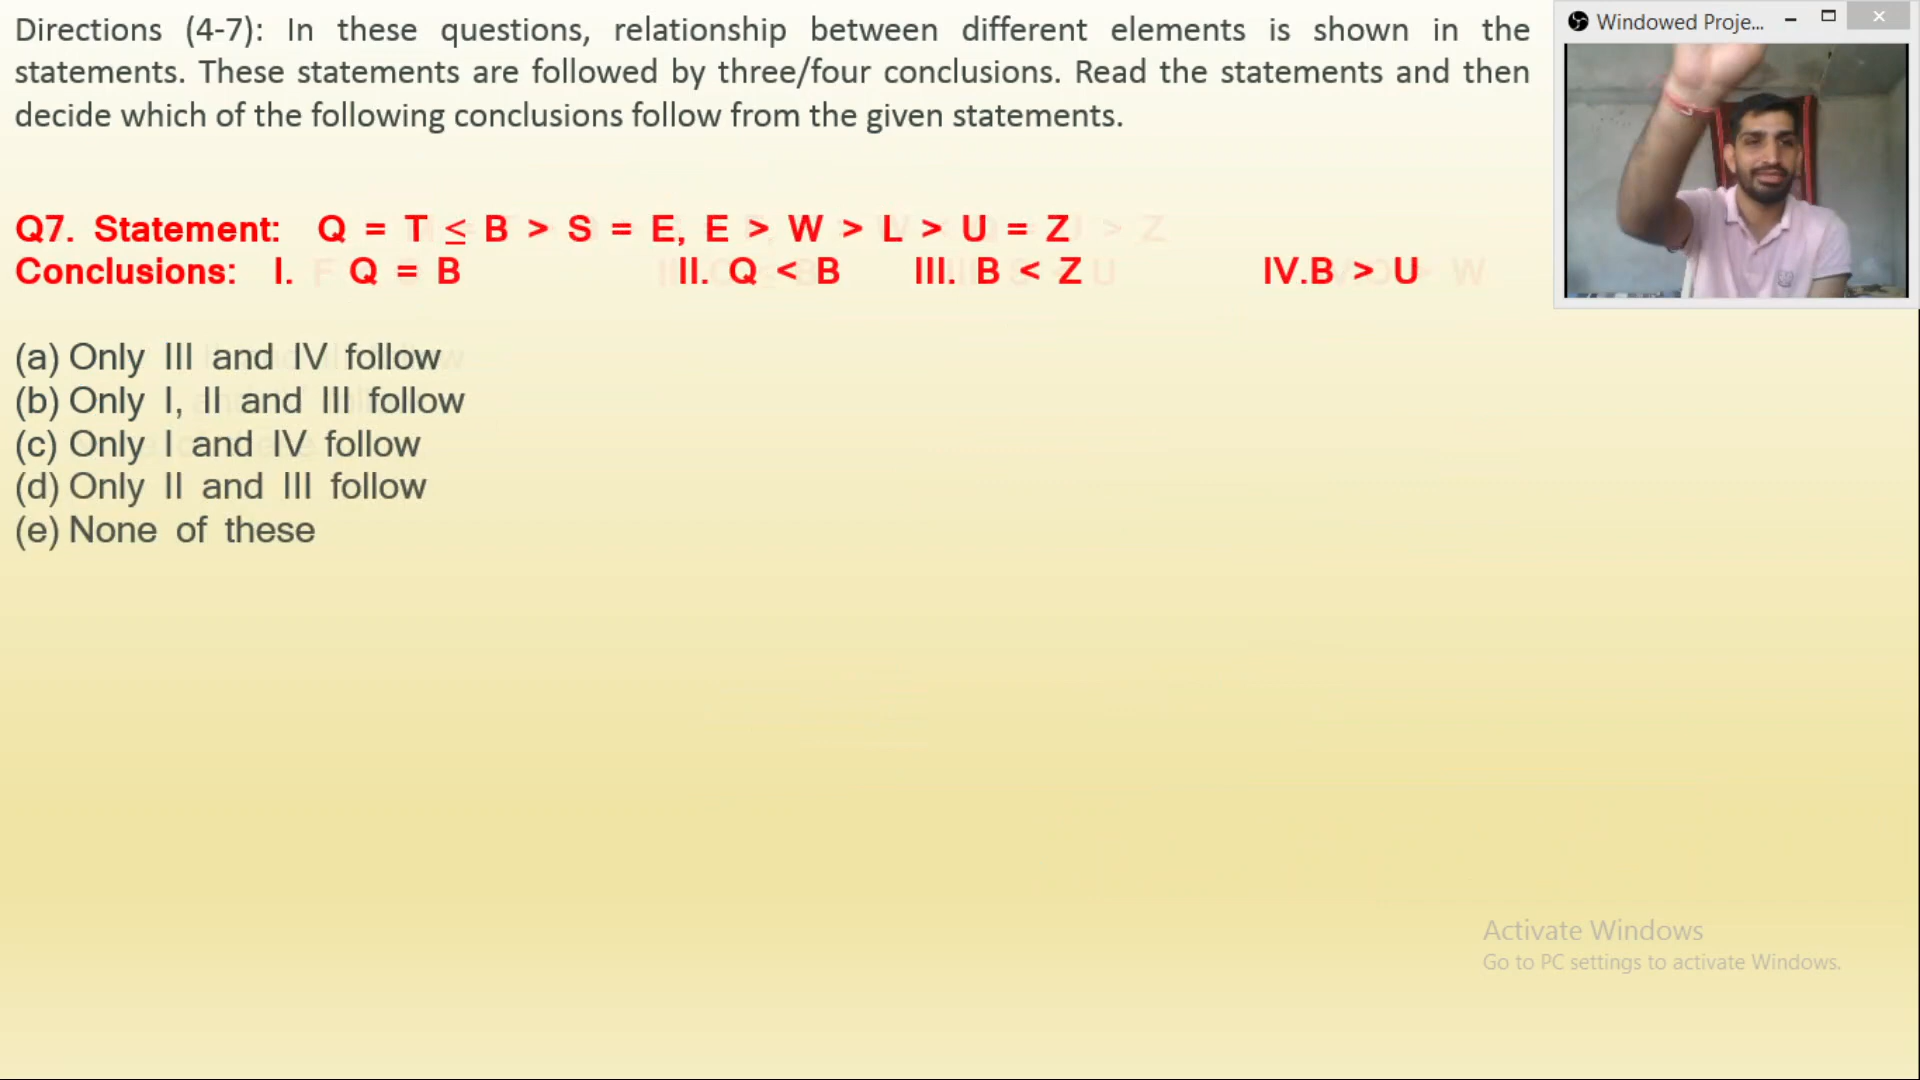 Directions (4-7): In these questions, relationship between different elements is shown in the
statements. These statements are followed by three/four conclusions. Read the statements and then
decide which of the following conclusions follow from the given statements.
Windowed Proje...
Q7. Statement: Q = T ≤ B > S = E, E > W > L > U = Z
Conclusions: I. Q = B II. Q < B III. B < Z IV.B > U
(a) Only III and IV follow
(b) Only I, II and III follow
(c) Only I and IV follow
(d) Only II and III follow
(e) None of these
Activate Windows
Go to PC settings to activate Windows.